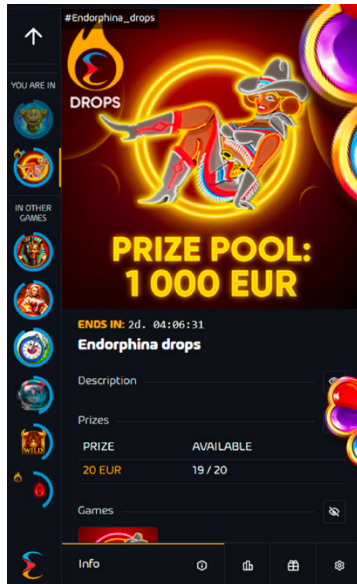 #Endorphina_drops
DROPS
YOU ARE IN
IN OTHER
GAMES
PRIZE POOL:
1 000 EUR
ENDS IN: 2d. 04:06:31
Endorphina drops
Description
Prizes
PRIZE AVAILABLE
20 EUR 19 / 20
WILD
Games
Info